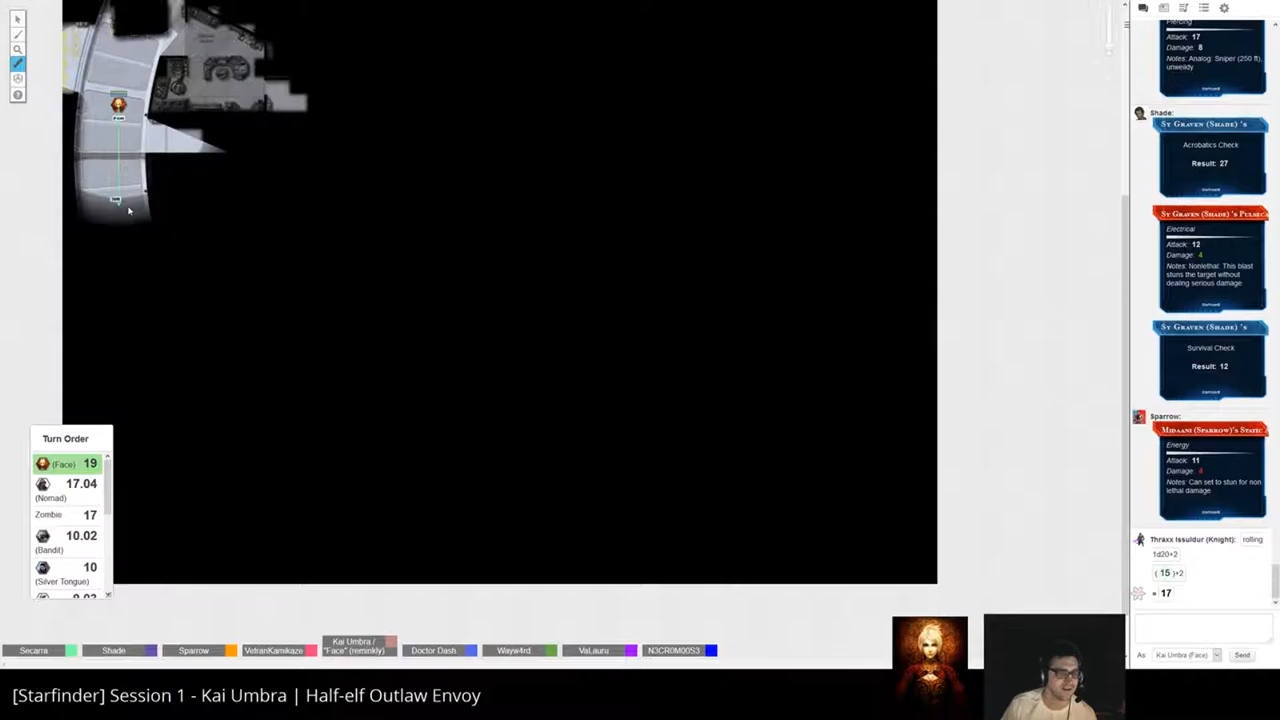 Piercing
Attack: 17
Damage: 8
Notes: Analog: Sniper (250 ft),
unwieldy
Shade:
SY GRAVEN (SHADE) 'S
Acrobatics Check
Result: 27
SY GRAVEN (SHADE) 'S PULSECA
Electrical
Attack: 12
Damage: 4
Notes: Nonlethal: This blast
stuns the target without
dealing serious damage
SY GRAVEN (SHADE) 'S
Survival Check
Result: 12
Sparrow:
MIDAANI (SPARROW)'S STATIC
Energy
Attack: 11
Damage: 4
Notes: Can set to stun for non
lethal damage
Thraxx Issuldur (Knight): rolling
1d20+2
( 15 )+2
= 17
As: Kai Umbra (Face) Send
Turn Order
(Face) 19
17.04
(Nomad)
Zombie 17
10.02
(Bandit)
10
(Silver Tongue)
Secarra
Shade
Sparrow
VetranKamikaze
Kai Umbra /
"Face" (remnkly)
Doctor Dash
Wayw4rd
VaLauru
N3CR0M00S3
[Starfinder] Session 1 - Kai Umbra | Half-elf Outlaw Envoy